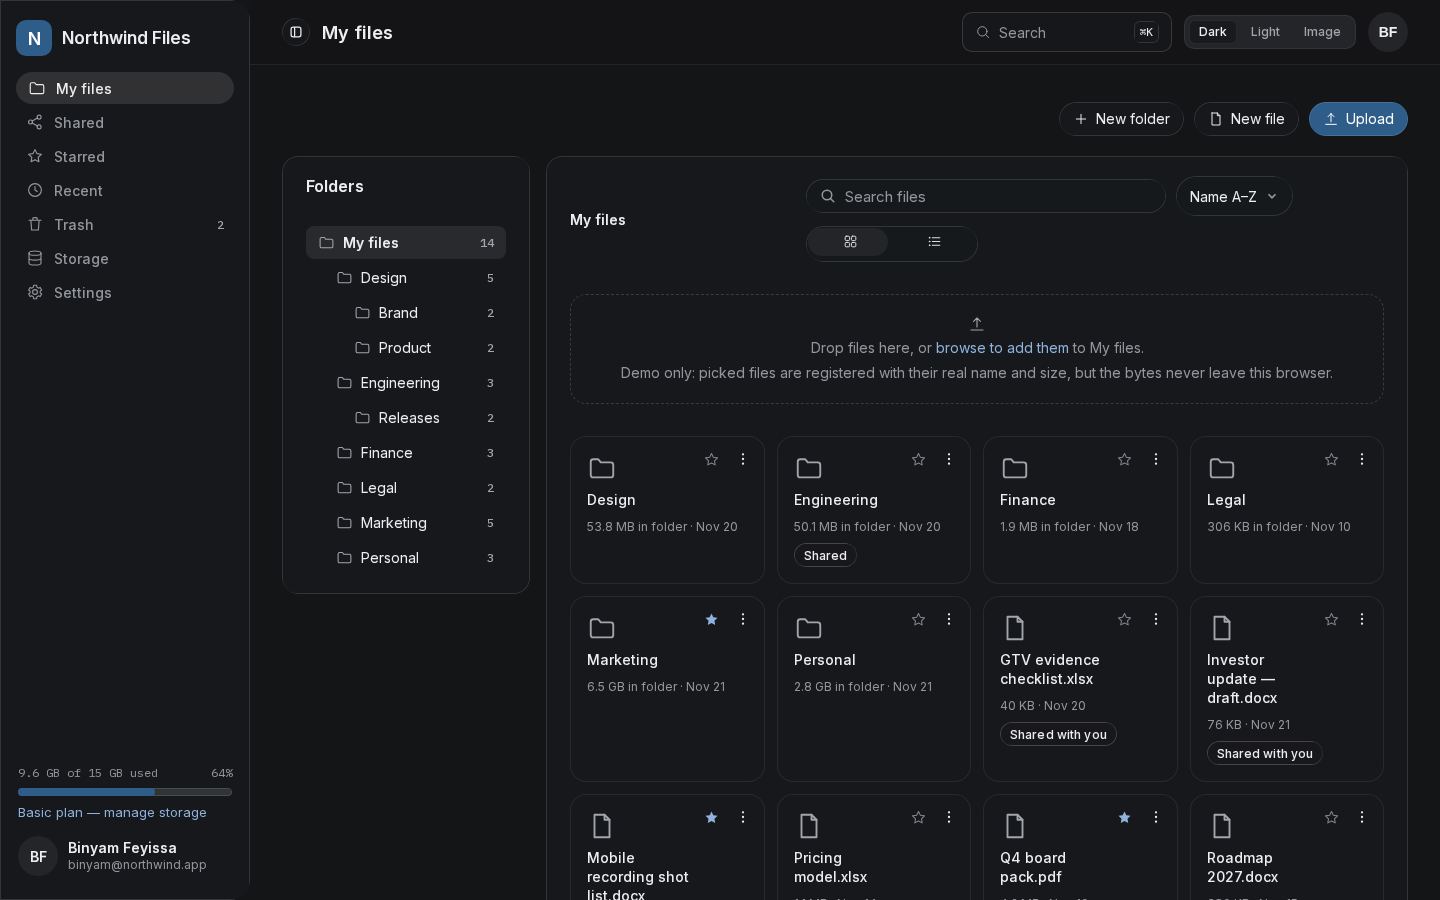 N Northwind Files
My files
Shared
Starred
Recent
Trash 2
Storage
Settings
9.6 GB of 15 GB used 64%
Basic plan — manage storage
BF Binyam Feyissa
binyam@northwind.app
My files
Search ⌘K
Dark Light Image
BF
New folder New file Upload
Folders
My files 14
Design 5
Brand 2
Product 2
Engineering 3
Releases 2
Finance 3
Legal 2
Marketing 5
Personal 3
My files
Search files
Name A–Z
Drop files here, or browse to add them to My files.
Demo only: picked files are registered with their real name and size, but the bytes never leave this browser.
Design
53.8 MB in folder · Nov 20
Engineering
50.1 MB in folder · Nov 20
Shared
Finance
1.9 MB in folder · Nov 18
Legal
306 KB in folder · Nov 10
Marketing
6.5 GB in folder · Nov 21
Personal
2.8 GB in folder · Nov 21
GTV evidence
checklist.xlsx
40 KB · Nov 20
Shared with you
Investor
update —
draft.docx
76 KB · Nov 21
Shared with you
Mobile
recording shot
list.docx
Pricing
model.xlsx
Q4 board
pack.pdf
Roadmap
2027.docx